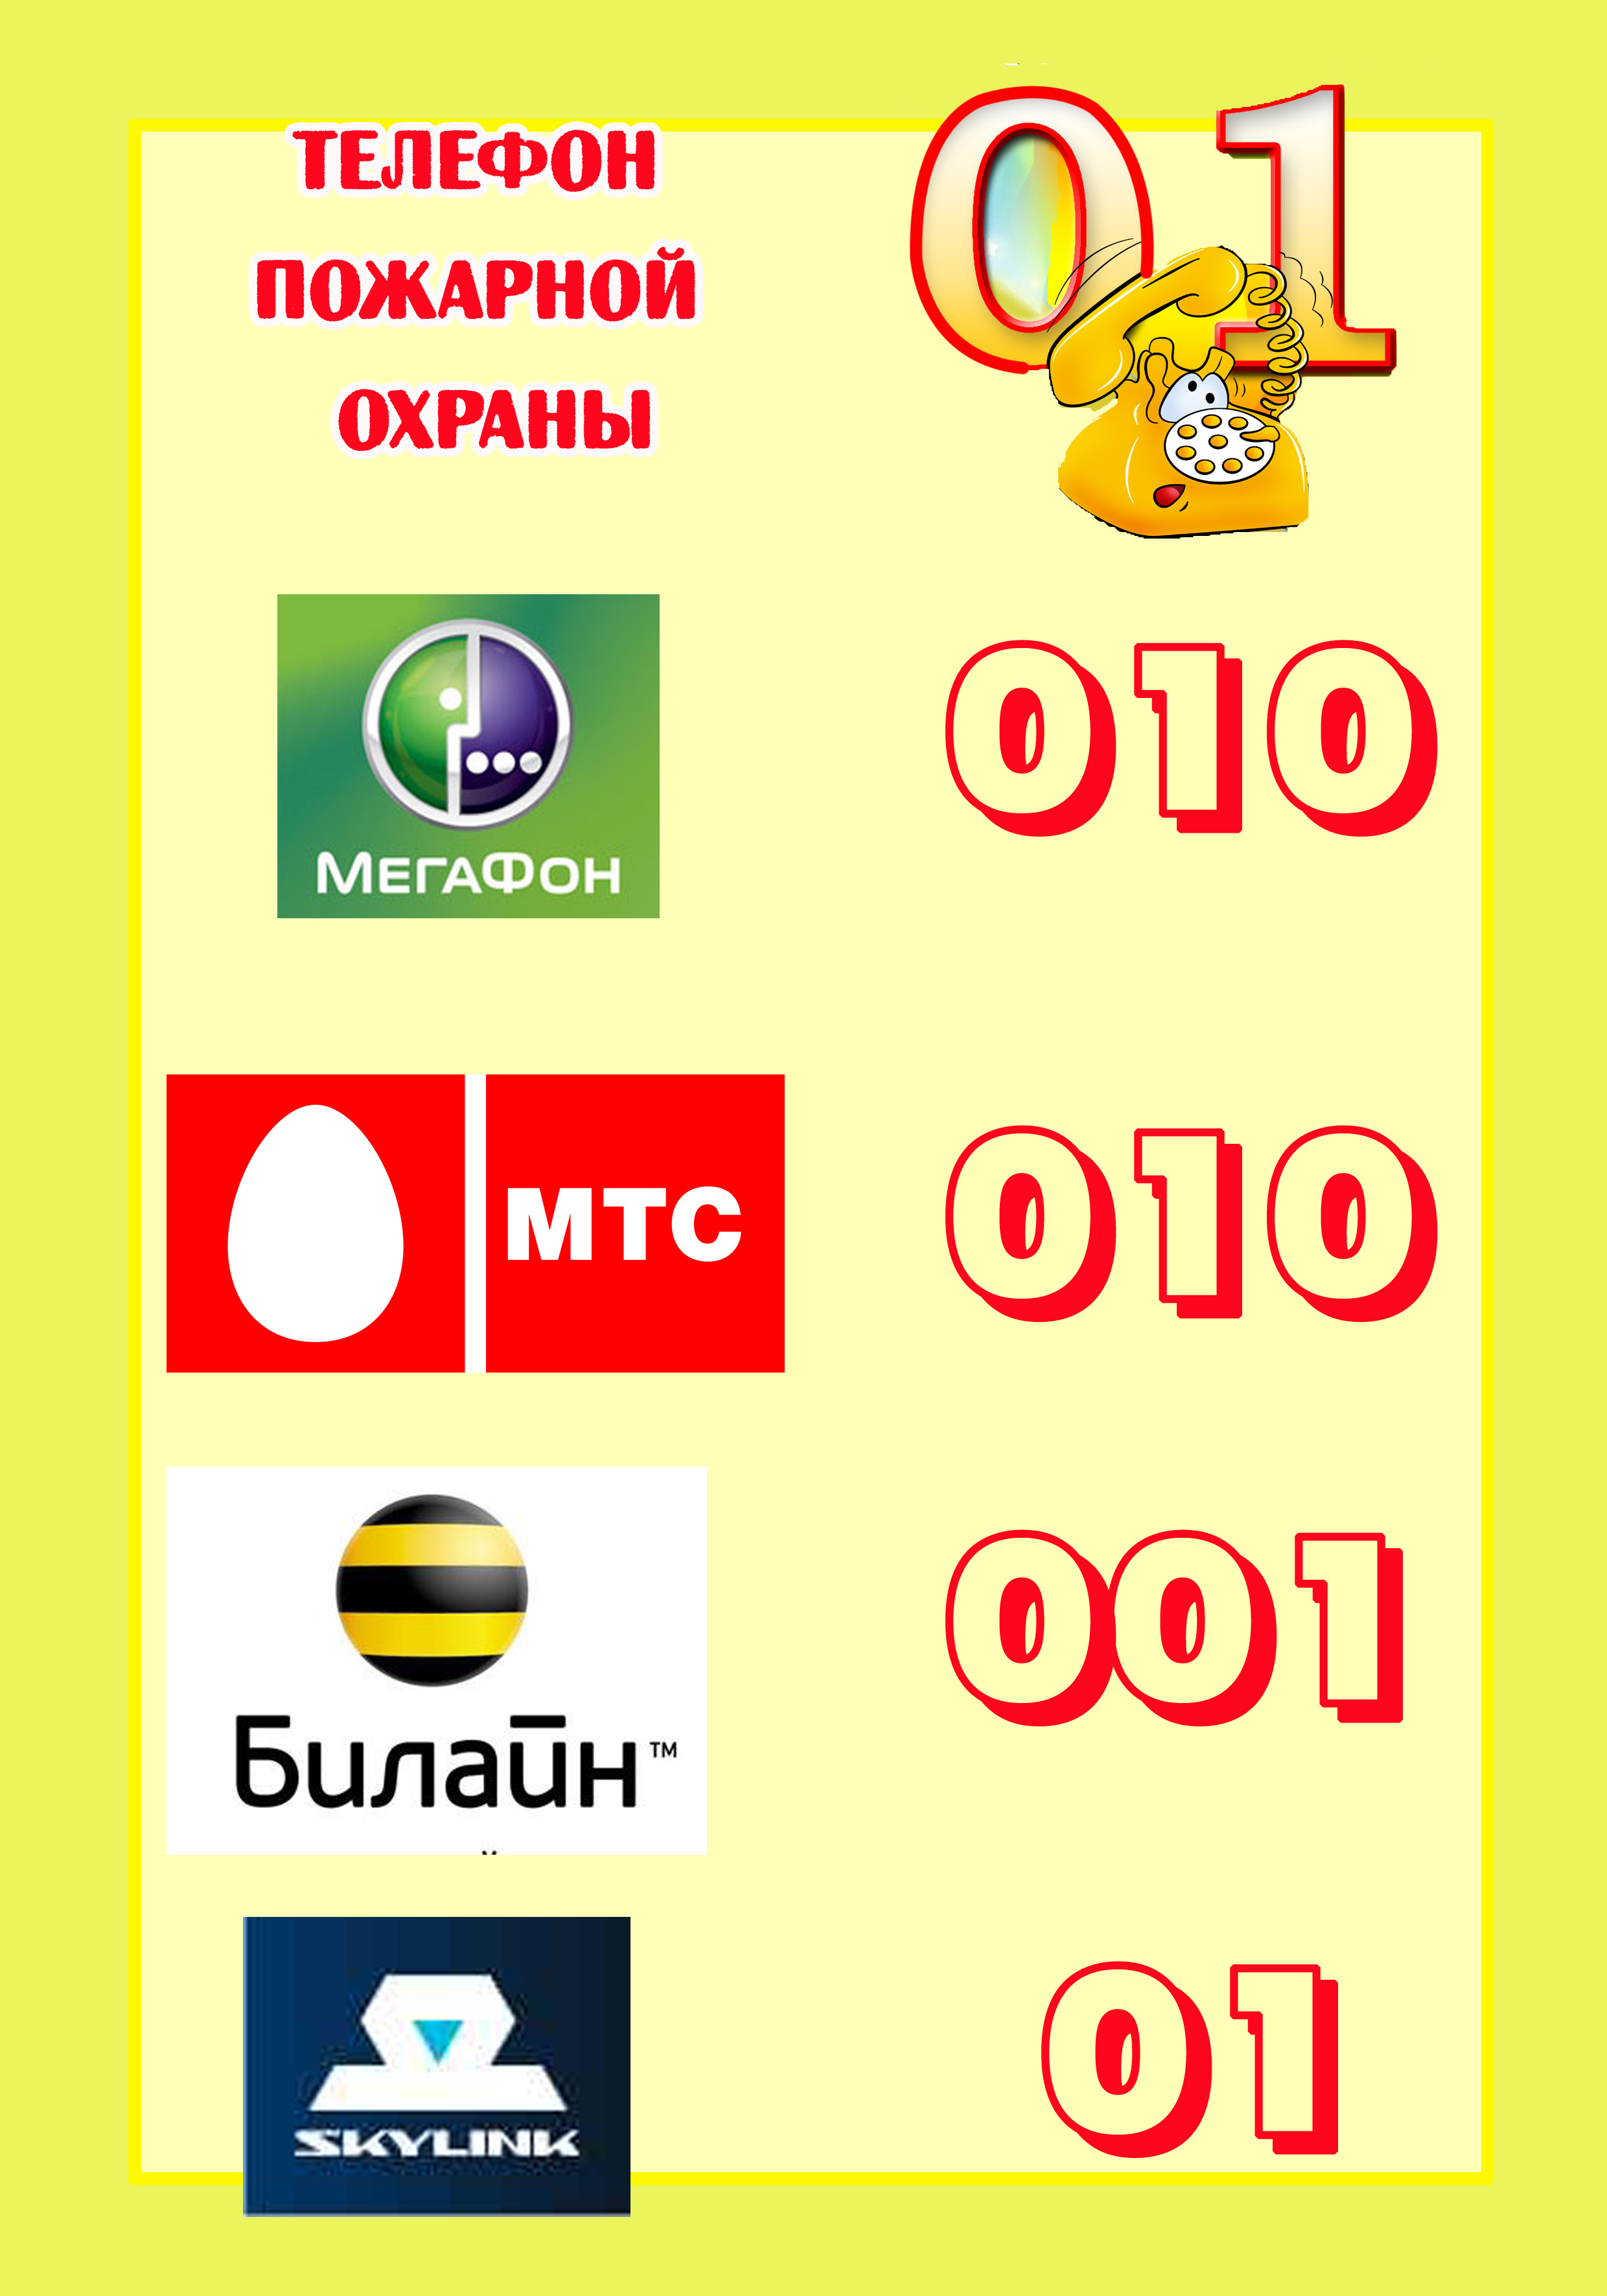 ТЕЛЕФОН
ПОЖАРНОЙ
ОХРАНЫ
01
МЕГАФОН
010
МТС
010
Билайн™
001
SKYLINK
01